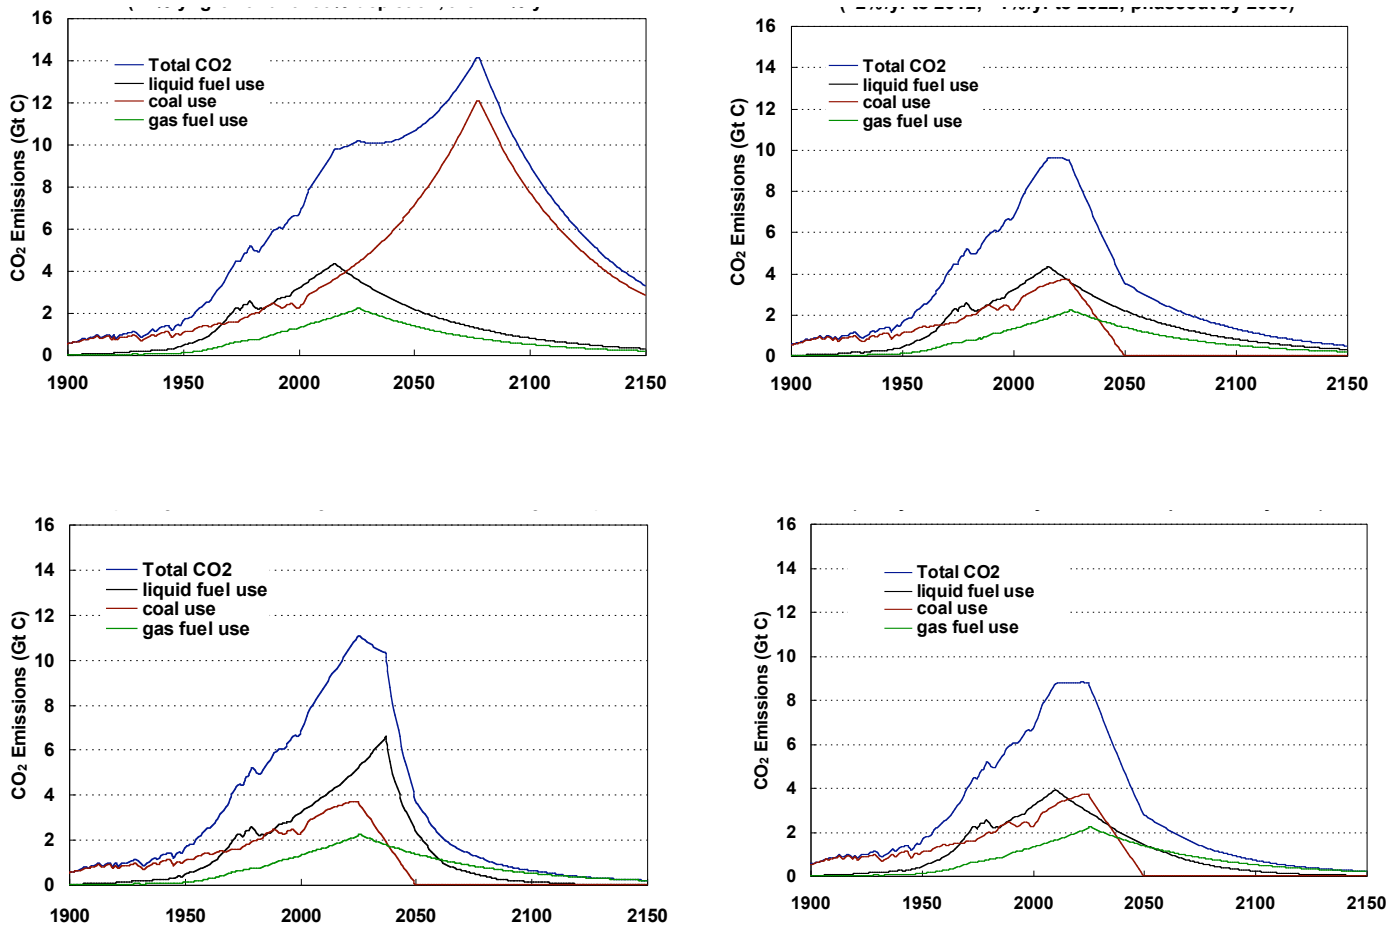 16
14
12
10
8
6
4
2
0
CO2 Emissions (Gt C)
Total CO2
liquid fuel use
coal use
gas fuel use
1900 1950 2000 2050 2100 2150
16
14
12
10
8
6
4
2
0
CO2 Emissions (Gt C)
Total CO2
liquid fuel use
coal use
gas fuel use
1900 1950 2000 2050 2100 2150
16
14
12
10
8
6
4
2
0
CO2 Emissions (Gt C)
Total CO2
liquid fuel use
coal use
gas fuel use
1900 1950 2000 2050 2100 2150
16
14
12
10
8
6
4
2
0
CO2 Emissions (Gt C)
Total CO2
liquid fuel use
coal use
gas fuel use
1900 1950 2000 2050 2100 2150